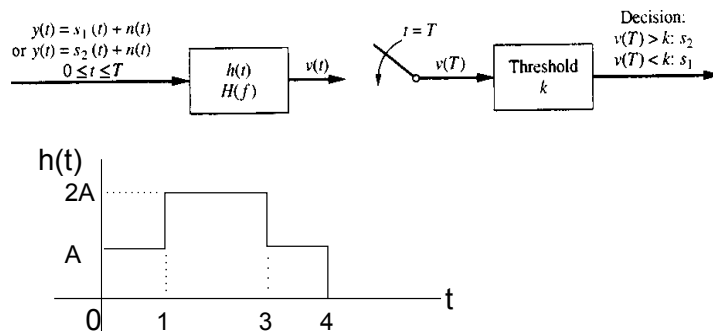 y(t) = s₁ (t) + n(t)
or y(t) = s₂ (t) + n(t)
0 ≤ t ≤ T
h(t)
H(f)
v(t)
t = T
v(T)
Threshold
k
Decision:
v(T) > k: s₂
v(T) < k: s₁
h(t)
2A
A
0
1
3
4
t